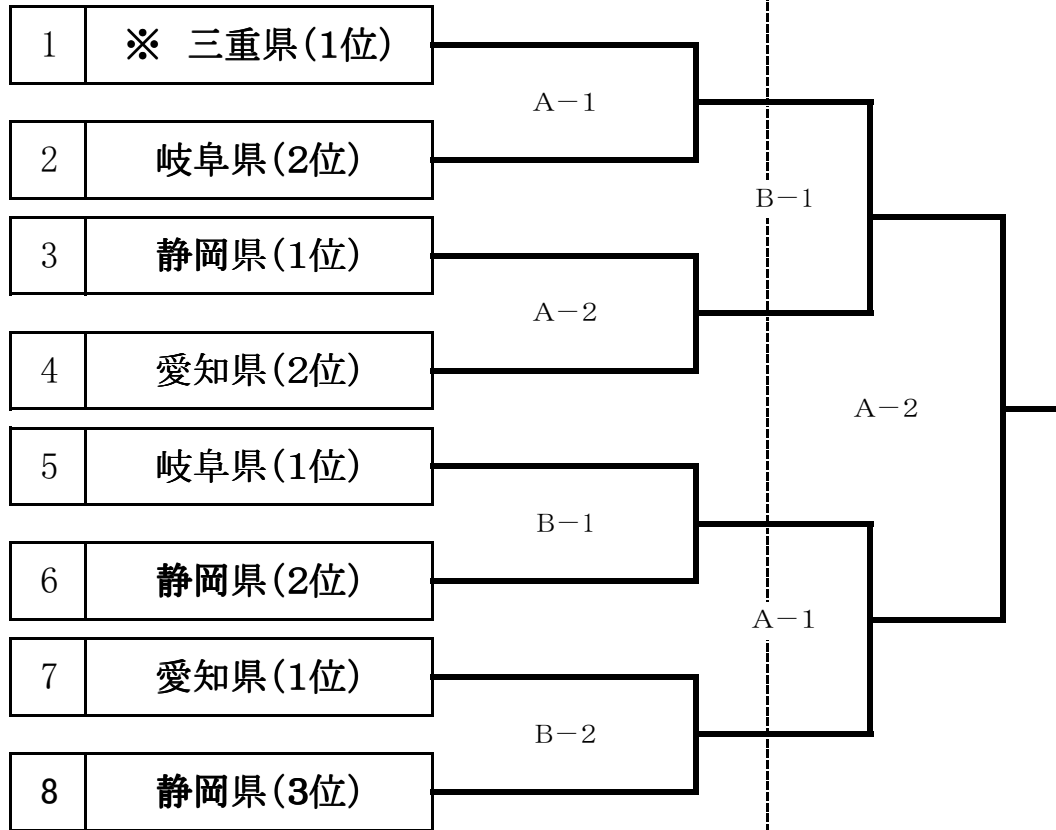 1 ※ 三重県(1位)
A-1
2 岐阜県(2位)
B-1
3 静岡県(1位)
A-2
4 愛知県(2位)
A-2
5 岐阜県(1位)
B-1
6 静岡県(2位)
A-1
7 愛知県(1位)
B-2
8 静岡県(3位)